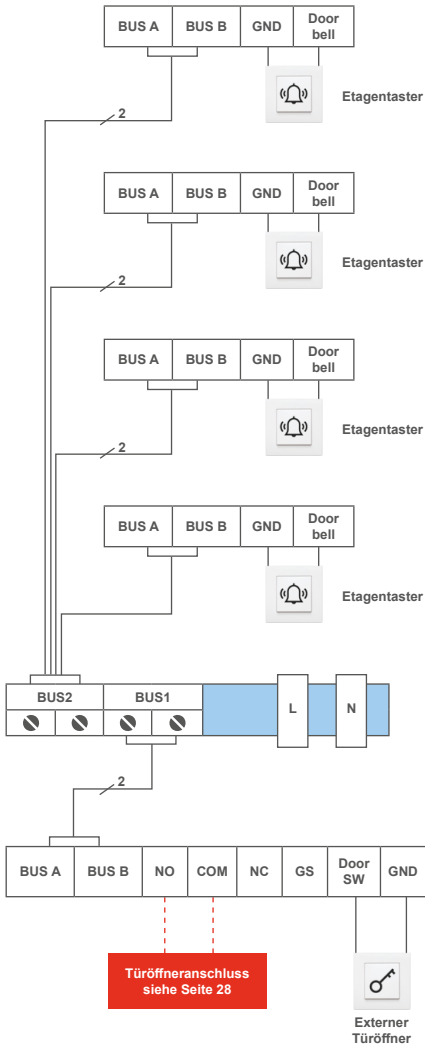 BUS A BUS B GND Door bell
Etagentaster
2
BUS A BUS B GND Door bell
Etagentaster
2
BUS A BUS B GND Door bell
Etagentaster
2
BUS A BUS B GND Door bell
Etagentaster
BUS2 BUS1 L N
2
BUS A BUS B NO COM NC GS Door SW GND
Türöffneranschluss
siehe Seite 28
Externer
Türöffner